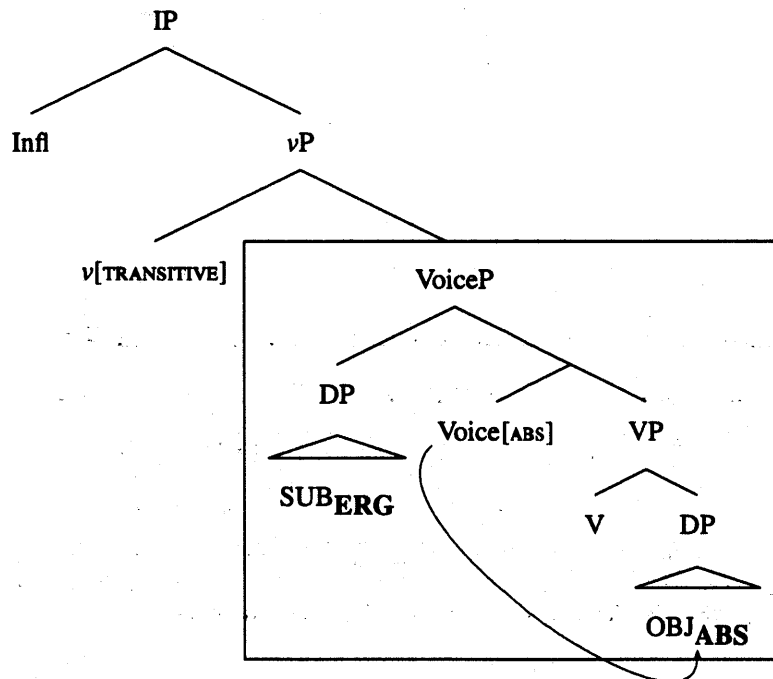 IP
Infl vP
v[TRANSITIVE] VoiceP
DP Voice[ABS] VP
SUBERG V DP
OBJABS